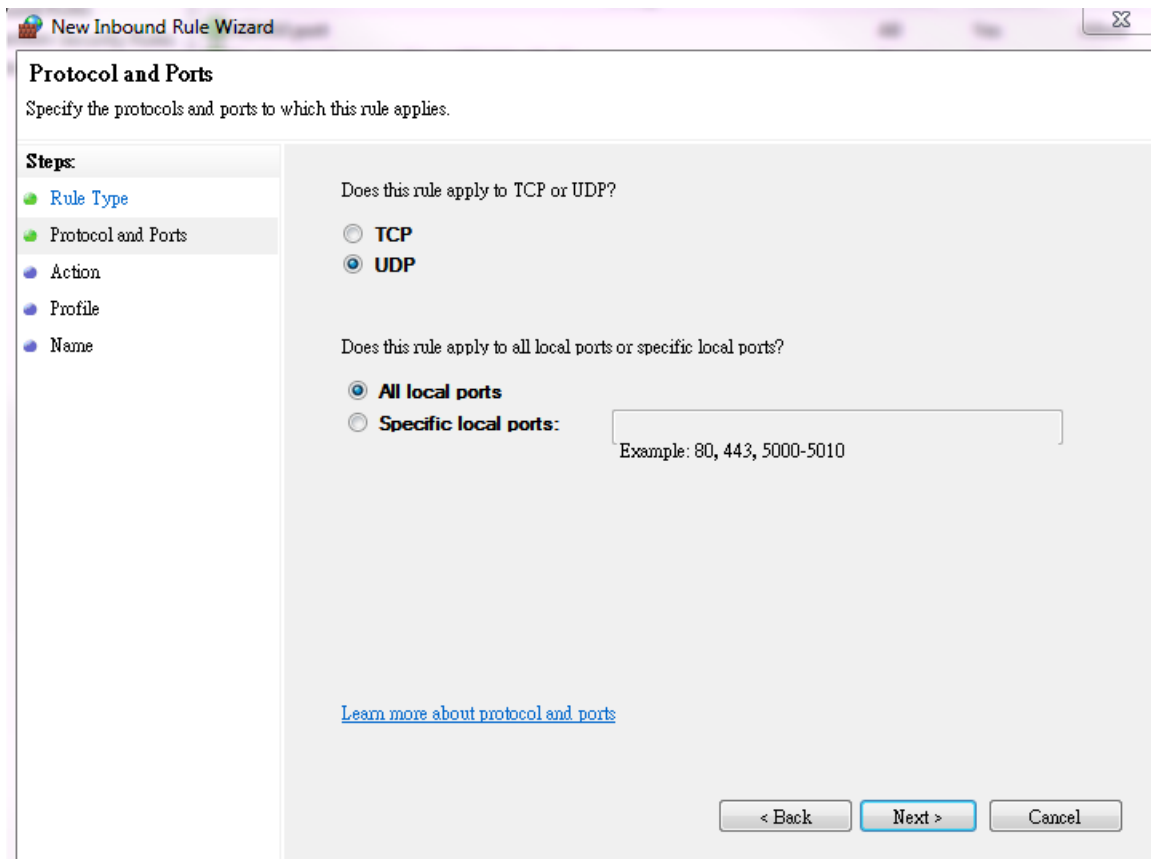 New Inbound Rule Wizard
Protocol and Ports
Specify the protocols and ports to which this rule applies.
Steps:
Rule Type
Protocol and Ports
Action
Profile
Name
Does this rule apply to TCP or UDP?
TCP
UDP
Does this rule apply to all local ports or specific local ports?
All local ports
Specific local ports:
Example: 80, 443, 5000-5010
Learn more about protocol and ports
< Back Next > Cancel